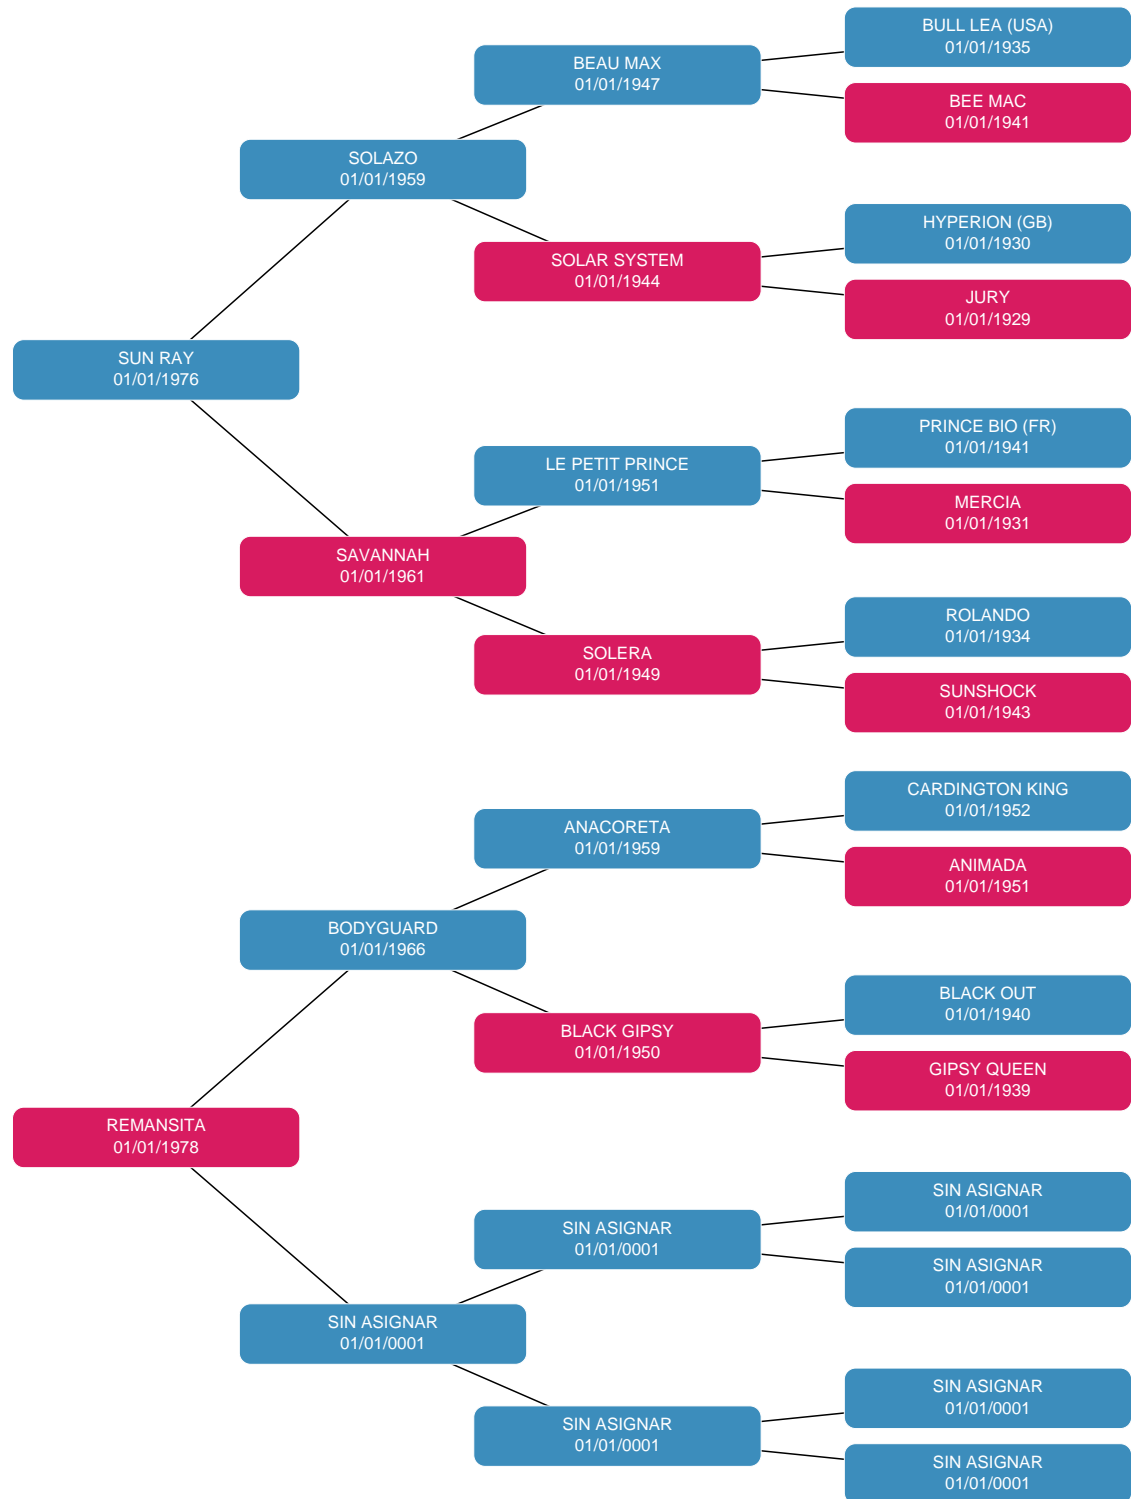 BULL LEA (USA)
01/01/1935
BEAU MAX
01/01/1947
BEE MAC
01/01/1941
SOLAZO
01/01/1959
HYPERION (GB)
01/01/1930
SOLAR SYSTEM
01/01/1944
JURY
01/01/1929
SUN RAY
01/01/1976
PRINCE BIO (FR)
01/01/1941
LE PETIT PRINCE
01/01/1951
MERCIA
01/01/1931
SAVANNAH
01/01/1961
ROLANDO
01/01/1934
SOLERA
01/01/1949
SUNSHOCK
01/01/1943
CARDINGTON KING
01/01/1952
ANACORETA
01/01/1959
ANIMADA
01/01/1951
BODYGUARD
01/01/1966
BLACK OUT
01/01/1940
BLACK GIPSY
01/01/1950
GIPSY QUEEN
01/01/1939
REMANSITA
01/01/1978
SIN ASIGNAR
01/01/0001
SIN ASIGNAR
01/01/0001
SIN ASIGNAR
01/01/0001
SIN ASIGNAR
01/01/0001
SIN ASIGNAR
01/01/0001
SIN ASIGNAR
01/01/0001
SIN ASIGNAR
01/01/0001